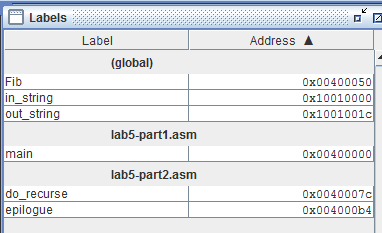 Labels
Label Address ▲
(global)
Fib 0x00400050
in_string 0x10010000
out_string 0x1001001c
lab5-part1.asm
main 0x00400000
lab5-part2.asm
do_recurse 0x0040007c
epilogue 0x004000b4